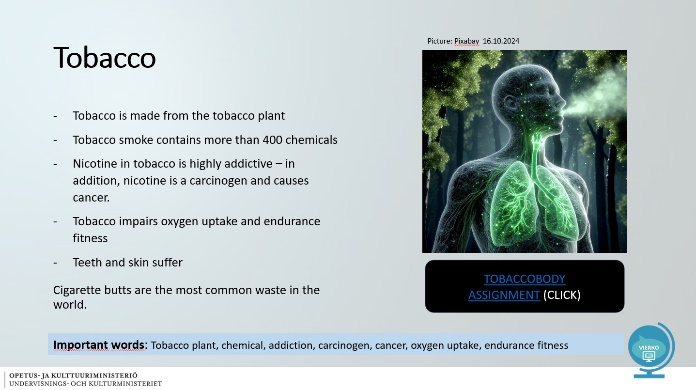 Picture: Pixabay 16.10.2024
Tobacco
- Tobacco is made from the tobacco plant
- Tobacco smoke contains more than 400 chemicals
- Nicotine in tobacco is highly addictive – in
addition, nicotine is a carcinogen and causes
cancer.
- Tobacco impairs oxygen uptake and endurance
fitness
- Teeth and skin suffer
Cigarette butts are the most common waste in the
world.
TOBACCOBODY
ASSIGNMENT (CLICK)
Important words: Tobacco plant, chemical, addiction, carcinogen, cancer, oxygen uptake, endurance fitness
VIERKO
OPETUS- JA KULTTUURIMINISTERIÖ
UNDERVISNINGS- OCH KULTURMINISTERIET